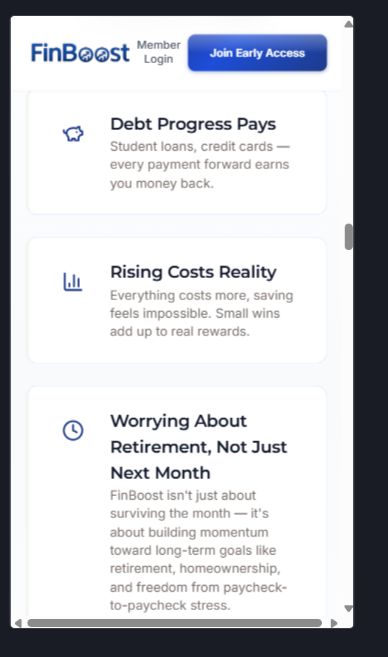 FinBoost
Member
Login
Join Early Access
Debt Progress Pays
Student loans, credit cards —
every payment forward earns
you money back.
Rising Costs Reality
Everything costs more, saving
feels impossible. Small wins
add up to real rewards.
Worrying About
Retirement, Not Just
Next Month
FinBoost isn't just about
surviving the month — it's
about building momentum
toward long-term goals like
retirement, homeownership,
and freedom from paycheck-
to-paycheck stress.